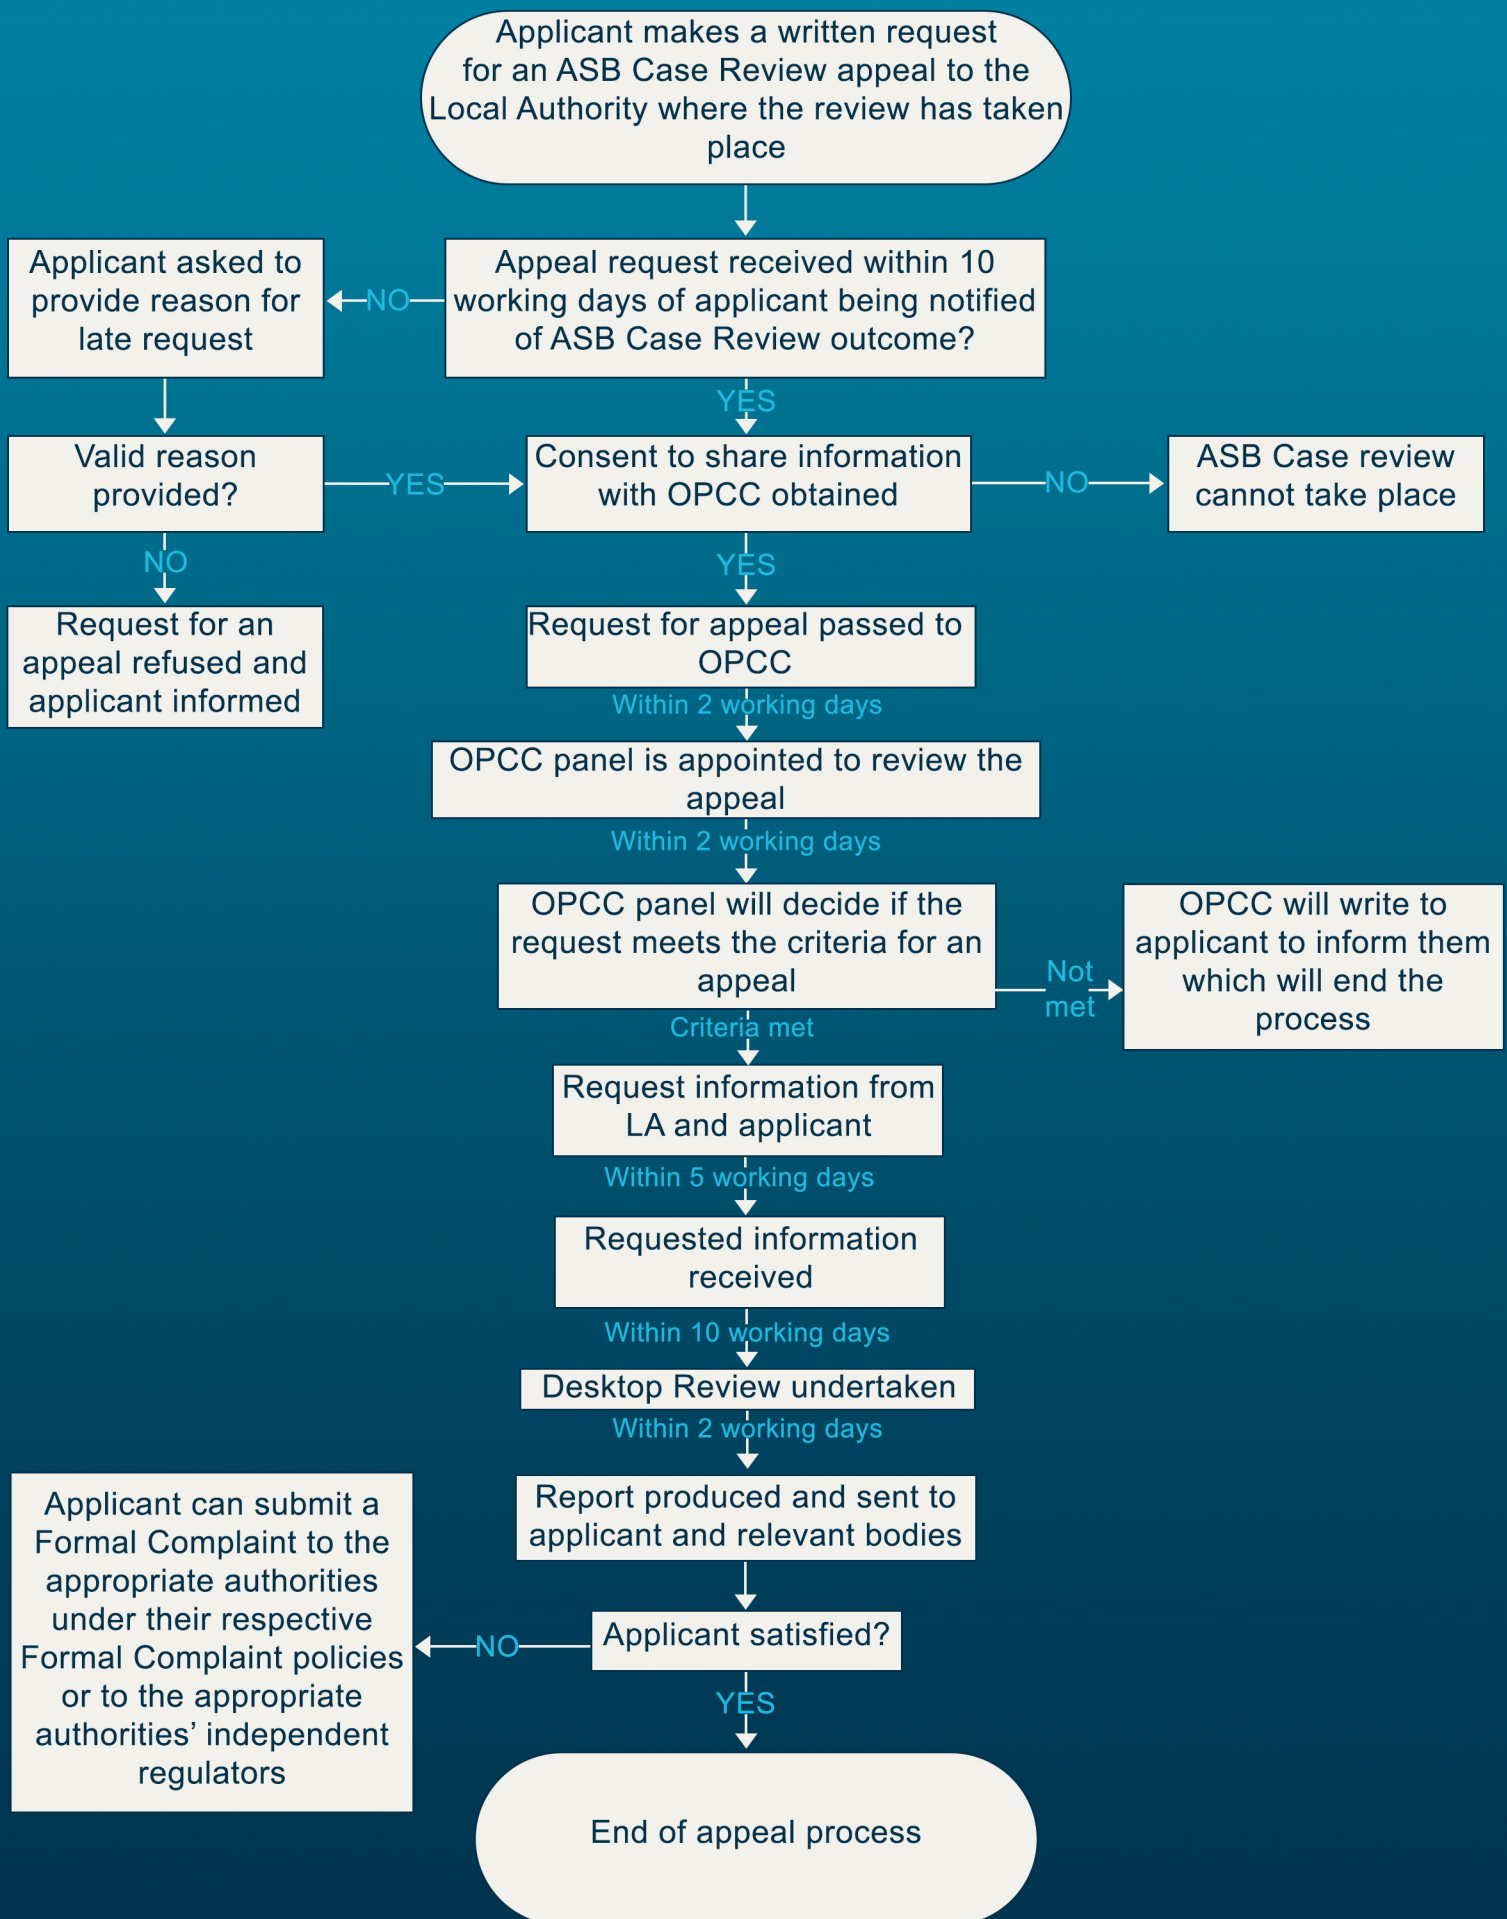 Applicant makes a written request
for an ASB Case Review appeal to the
Local Authority where the review has taken
place
Applicant asked to
provide reason for
late request
NO
Appeal request received within 10
working days of applicant being notified
of ASB Case Review outcome?
YES
Valid reason
provided?
YES
Consent to share information
with OPCC obtained
NO
ASB Case review
cannot take place
NO
YES
Request for an
appeal refused and
applicant informed
Request for appeal passed to
OPCC
Within 2 working days
OPCC panel is appointed to review the
appeal
Within 2 working days
OPCC panel will decide if the
request meets the criteria for an
appeal
Not
met
OPCC will write to
applicant to inform them
which will end the
process
Criteria met
Request information from
LA and applicant
Within 5 working days
Requested information
received
Within 10 working days
Desktop Review undertaken
Within 2 working days
Report produced and sent to
applicant and relevant bodies
Applicant satisfied?
NO
Applicant can submit a
Formal Complaint to the
appropriate authorities
under their respective
Formal Complaint policies
or to the appropriate
authorities’ independent
regulators
YES
End of appeal process